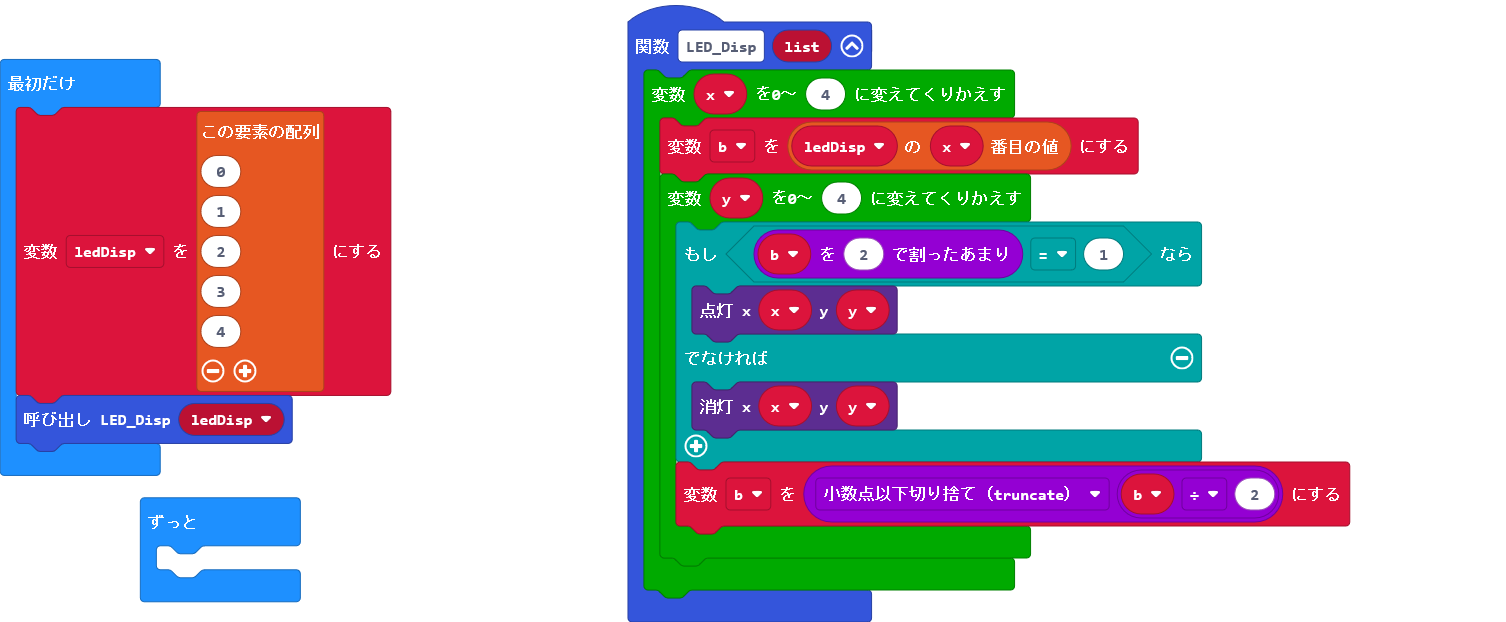 最初だけ
変数 ledDisp を この要素の配列 にする
0
1
2
3
4
呼び出し LED_Disp ledDisp
ずっと
関数 LED_Disp list
変数 x を0～ 4 に変えてくりかえす
変数 b を ledDisp の x 番目の値 にする
変数 y を0～ 4 に変えてくりかえす
もし b を 2 で割ったあまり = 1 なら
点灯 x x y y
でなければ
消灯 x x y y
変数 b を 小数点以下切り捨て（truncate） b ÷ 2 にする